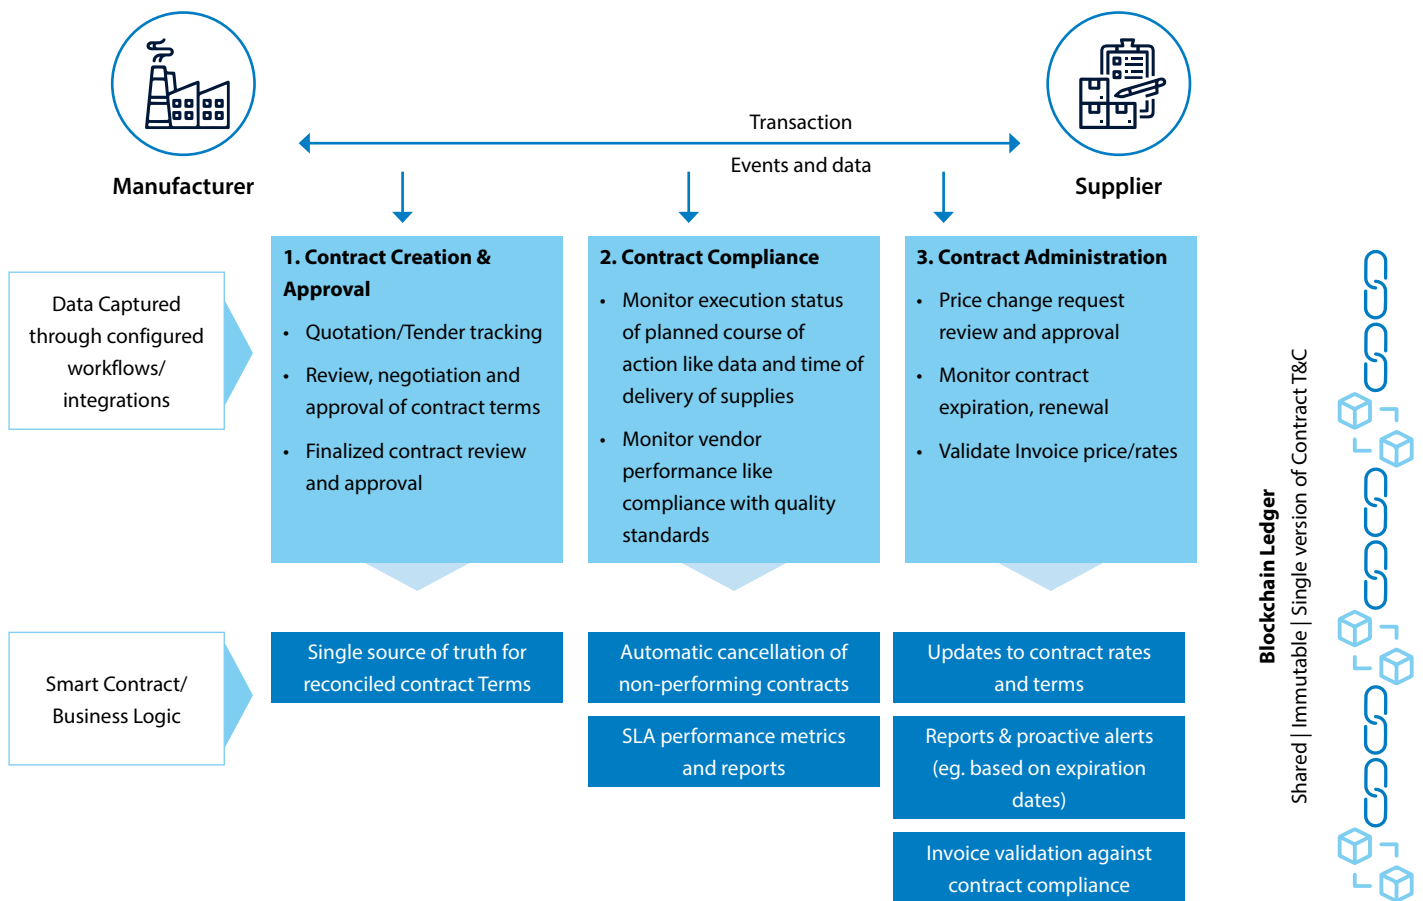 Manufacturer
Transaction
Events and data
Supplier
Data Captured
through configured
workflows/
integrations
1. Contract Creation &
Approval
• Quotation/Tender tracking
• Review, negotiation and
approval of contract terms
• Finalized contract review
and approval
2. Contract Compliance
• Monitor execution status
of planned course of
action like data and time of
delivery of supplies
• Monitor vendor
performance like
compliance with quality
standards
3. Contract Administration
• Price change request
review and approval
• Monitor contract
expiration, renewal
• Validate Invoice price/rates
Smart Contract/
Business Logic
Single source of truth for
reconciled contract Terms
Automatic cancellation of
non-performing contracts
SLA performance metrics
and reports
Updates to contract rates
and terms
Reports & proactive alerts
(eg. based on expiration
dates)
Invoice validation against
contract compliance
Blockchain Ledger
Shared | Immutable | Single version of Contract T&C